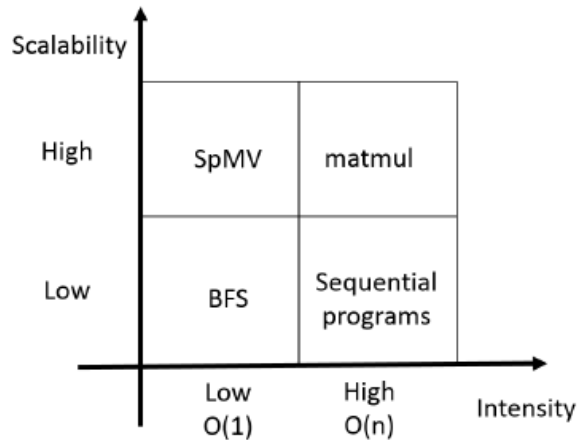 Scalability
High
SpMV
matmul
Low
BFS
Sequential
programs
Low
O(1)
High
O(n)
Intensity